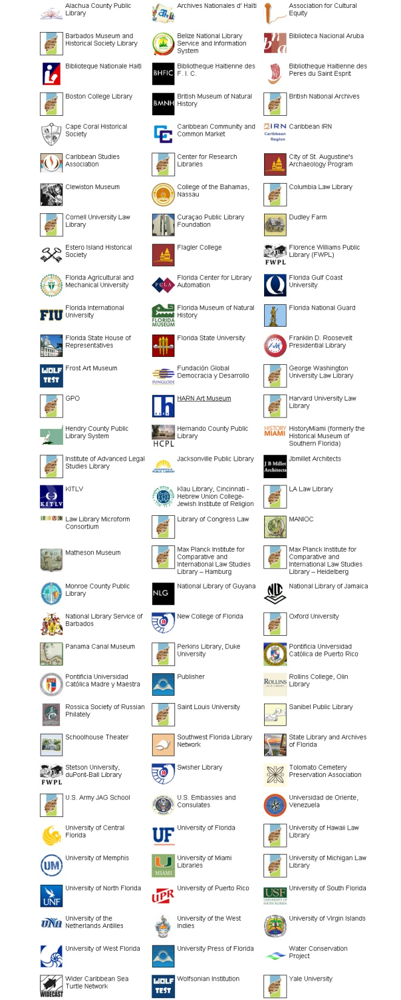 Alachua County Public
Library
Archives Nationales d' Haïti
Association for Cultural
Equity
Barbados Museum and
Historical Society Library
Belize National Library
Service and Information
System
bna
Biblioteca Nacional Aruba
Biblioteque Nationale Haiti
BHFIC
Bibliotheque Haitienne des
F. I. C.
Bibliotheque Haitienne des
Peres du Saint Esprit
Boston College Library
BMNH
British Museum of Natural
History
British National Archives
Cape Coral Historical
Society
Caribbean Community and
Common Market
IRN
Caribbean
Region
Caribbean IRN
Caribbean Studies
Association
Center for Research
Libraries
City of St. Augustine's
Archaeology Program
Clewiston Museum
College of the Bahamas,
Nassau
Columbia Law Library
Cornell University Law
Library
Curaçao Public Library
Foundation
Dudley Farm
Estero Island Historical
Society
Flagler College
FWPL
Florence Williams Public
Library (FWPL)
Florida Agricultural and
Mechanical University
FCLA
Florida Center for Library
Automation
Florida Gulf Coast
University
FIU
Florida International
University
FLORIDA
MUSEUM
Florida Museum of Natural
History
Florida National Guard
Florida State House of
Representatives
Florida State University
Franklin D. Roosevelt
Presidential Library
WOLF
TEST
Frost Art Museum
FUNGLODE
Fundación Global
Democracia y Desarrollo
George Washington
University Law Library
GPO
HARN Art Museum
Harvard University Law
Library
Hendry County Public
Library System
HCPL
Hernando County Public
Library
HISTORY
MIAMI
HistoryMiami (formerly the
Historical Museum of
Southern Florida)
Institute of Advanced Legal
Studies Library
JACKSONVILLE
PUBLIC LIBRARY
Jacksonville Public Library
J B Millet
Architects
Jbmillet Architects
KITLV
KITLV
Klau Library, Cincinnati -
Hebrew Union College-
Jewish Institute of Religion
LA Law Library
Law Library Microform
Consortium
Library of Congress Law
MANIOC
Matheson Museum
Max Planck Institute for
Comparative and
International Law Studies
Library – Hamburg
Max Planck Institute for
Comparative and
International Law Studies
Library – Heidelberg
Monroe County Public
Library
NLG
National Library of Guyana
NLC
National Library of Jamaica
National Library Service of
Barbados
New College of Florida
Oxford University
Panama Canal Museum
Perkins Library, Duke
University
Pontificia Universidad
Católica de Puerto Rico
Pontificia Universidad
Católica Madre y Maestra
Publisher
ROLLINS
OLIN LIBRARY
Rollins College, Olin
Library
Rossica Society of Russian
Philately
Saint Louis University
Sanibel Public Library
Schoolhouse Theater
Southwest Florida Library
Network
State Library and Archives
of Florida
FWPL
Stetson University,
duPont-Ball Library
Swisher Library
Tolomato Cemetery
Preservation Association
U.S. Army JAG School
U.S. Embassies and
Consulates
Universidad de Oriente,
Venezuela
University of Central
Florida
UF
University of Florida
University of Hawaii Law
Library
UM
University of Memphis
U
MIAMI
University of Miami
Libraries
University of Michigan Law
Library
UNF
University of North Florida
UPR
University of Puerto Rico
USF
UNIVERSITY OF
SOUTH FLORIDA
University of South Florida
UNA
University of the
Netherlands Antilles
University of the West
Indies
University of Virgin Islands
University of West Florida
University Press of Florida
Water Conservation
Project
WIDECAST
Wider Caribbean Sea
Turtle Network
WOLF
TEST
Wolfsonian Institution
Yale University